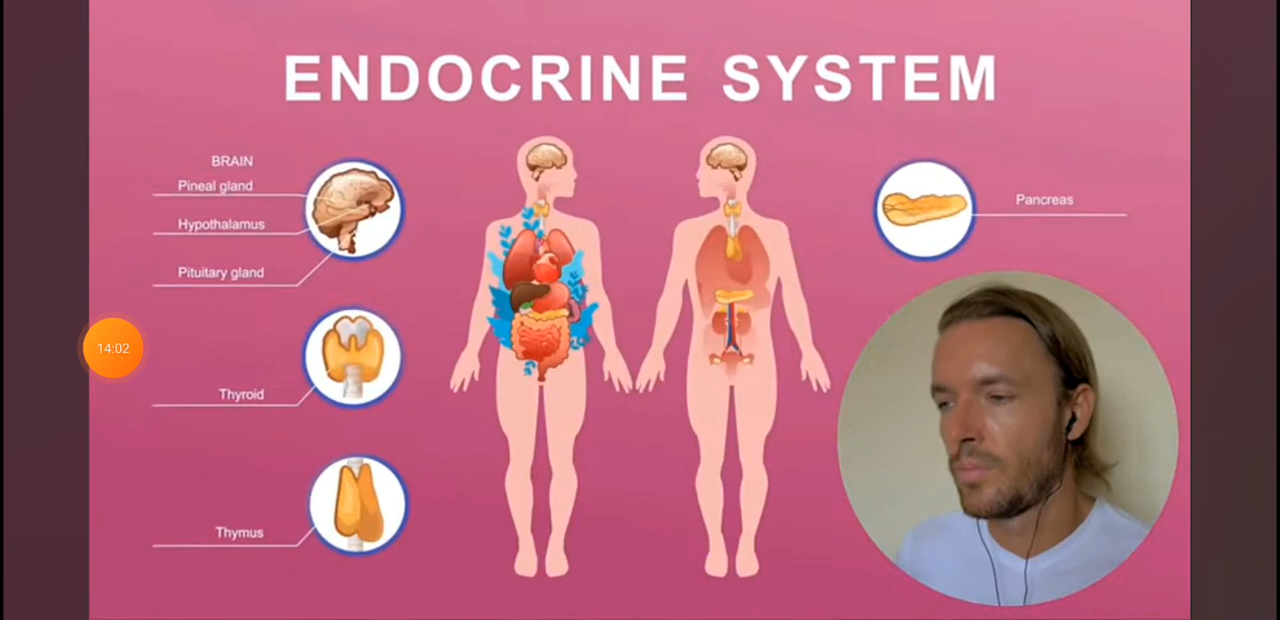 ENDOCRINE SYSTEM
BRAIN
Pineal gland
Hypothalamus
Pituitary gland
14:02
Thyroid
Thymus
Pancreas